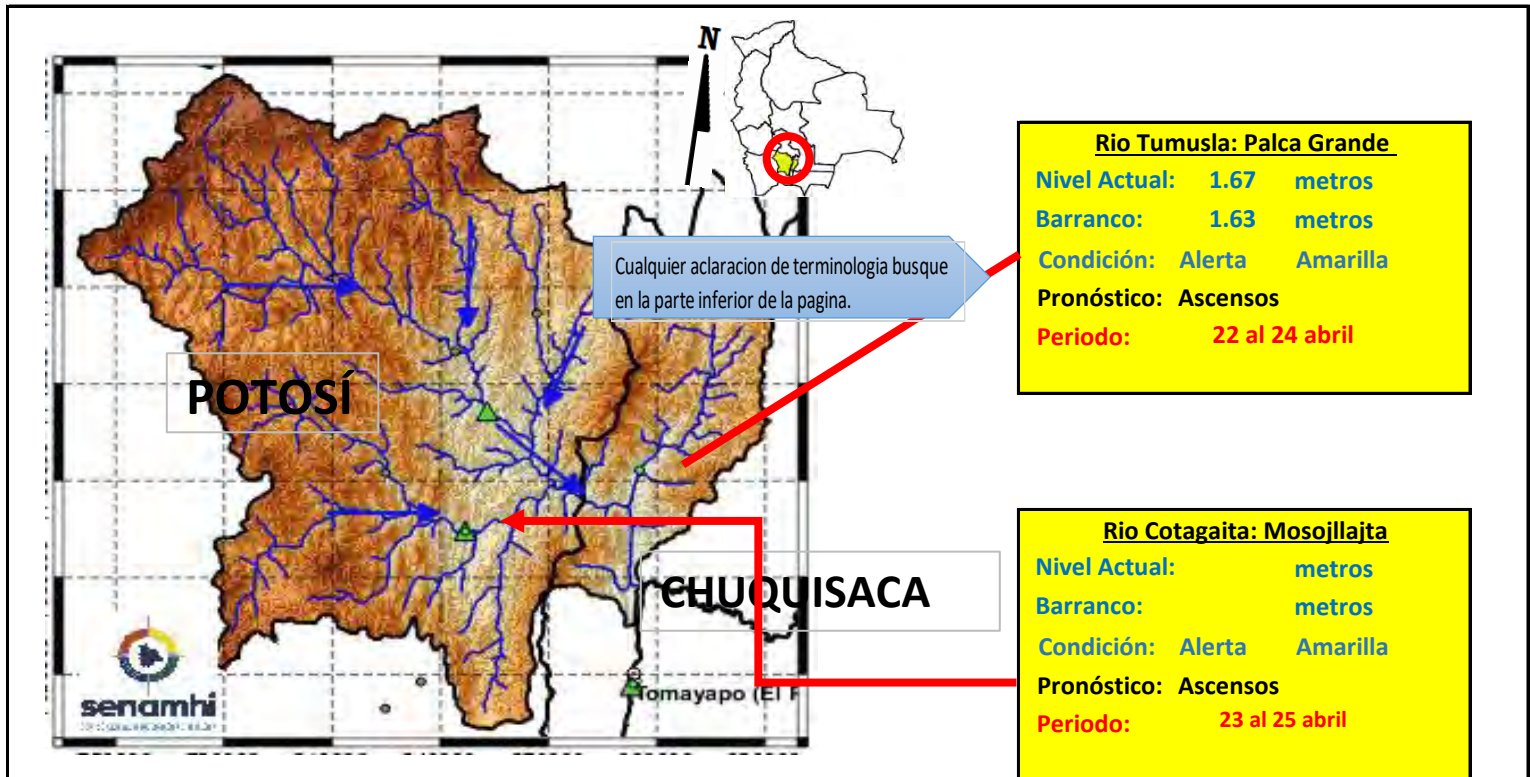 N
Cualquier aclaracion de terminologia busque
en la parte inferior de la pagina.
POTOSÍ
CHUQUISACA
senamhi
Tomayapo (El
Rio Tumusla: Palca Grande
Nivel Actual: 1.67 metros
Barranco: 1.63 metros
Condición: Alerta Amarilla
Pronóstico: Ascensos
Periodo: 22 al 24 abril
Rio Cotagaita: Mosojllajta
Nivel Actual: metros
Barranco: metros
Condición: Alerta Amarilla
Pronóstico: Ascensos
Periodo: 23 al 25 abril